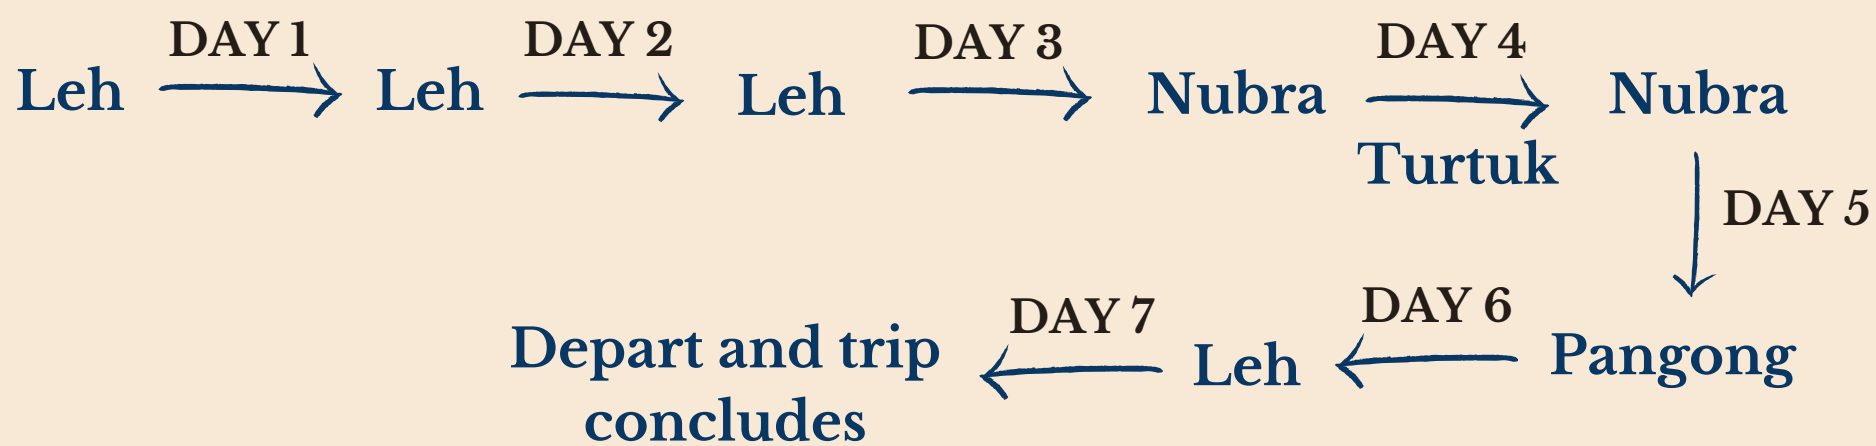 DAY 1 DAY 2 DAY 3 DAY 4
Leh Leh Leh Nubra Nubra
Turtuk
DAY 5
DAY 7 DAY 6
Depart and trip Leh Pangong
concludes